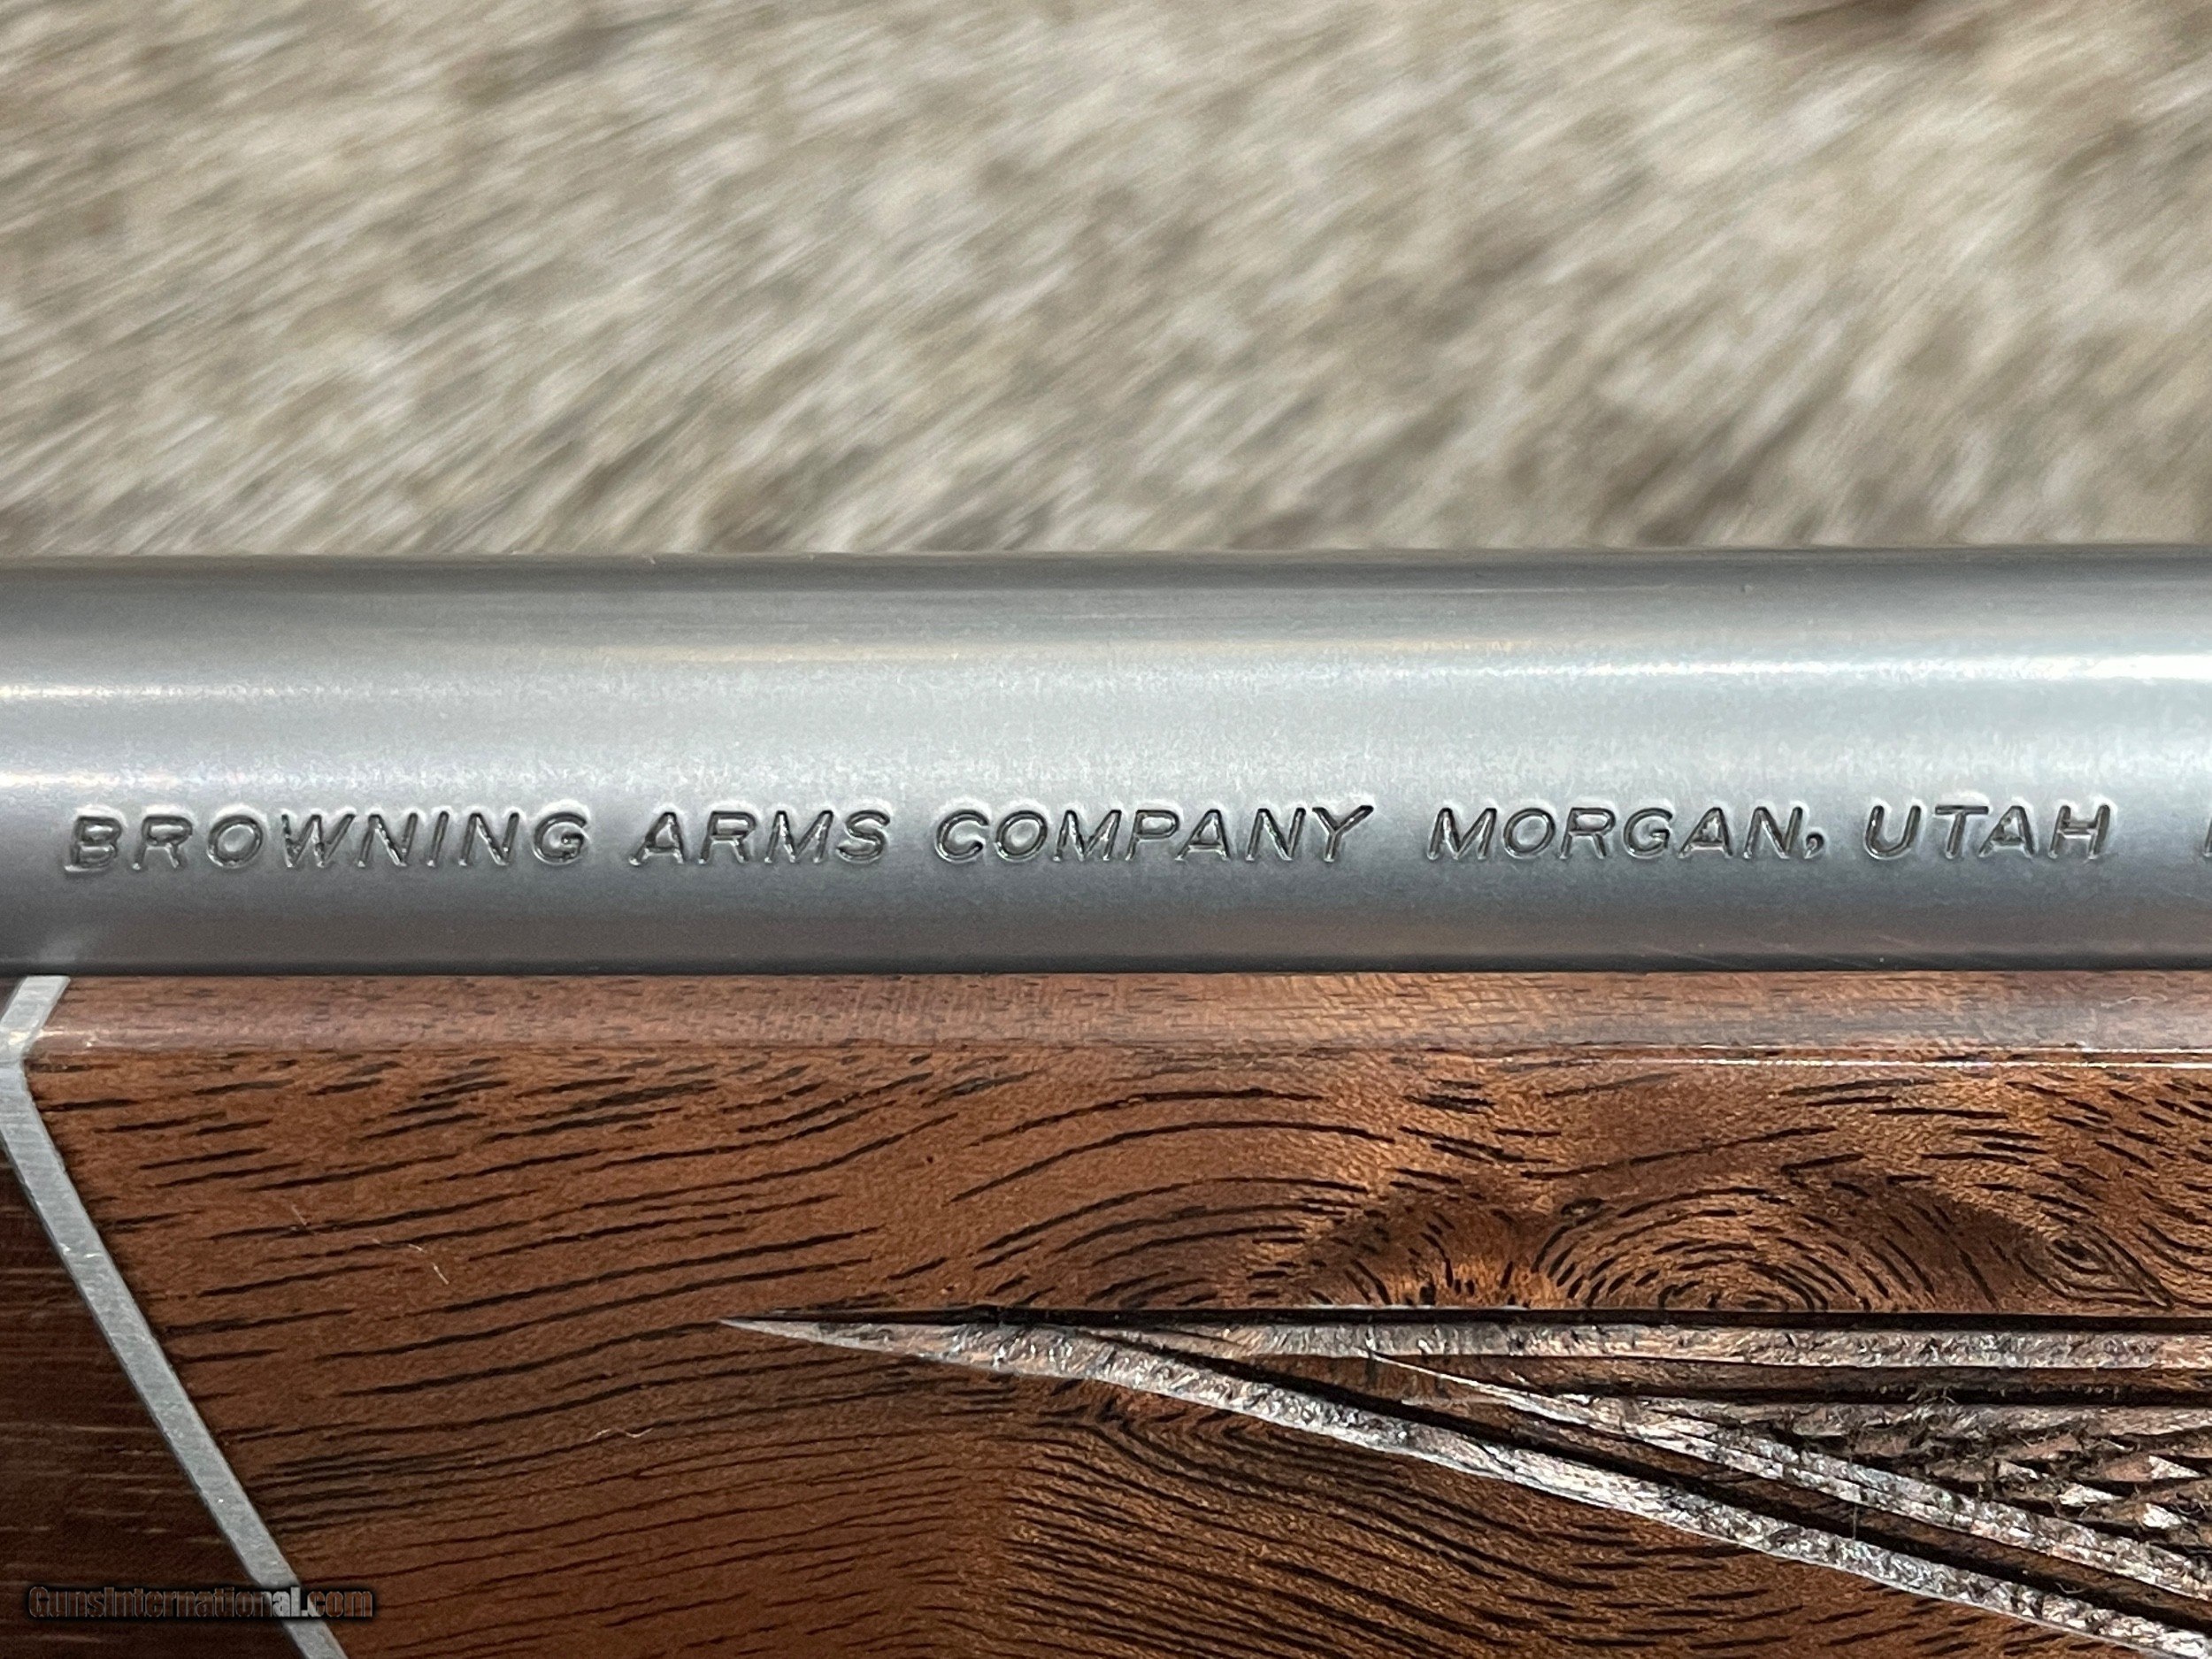 BROWNING ARMS COMPANY MORGAN, UTAH
GunsInternational.com